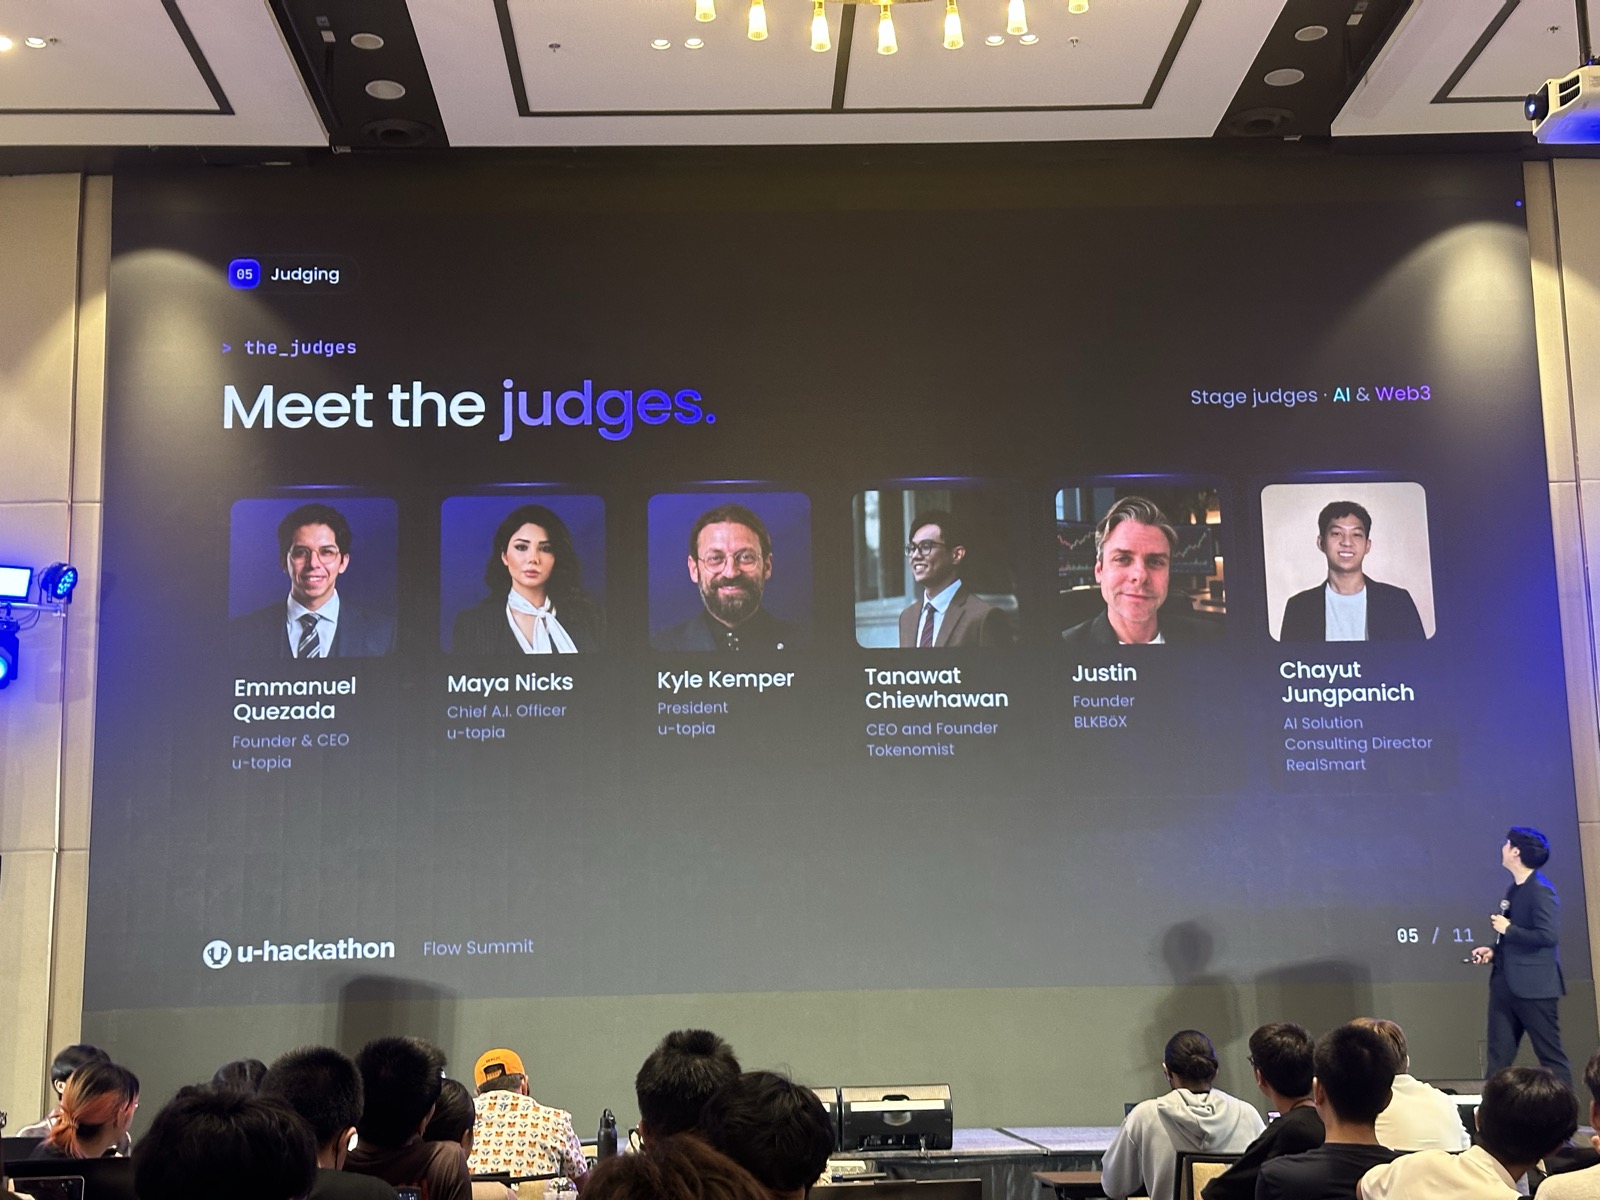 05 Judging
> the_judges
Meet the judges.
Stage judges · AI & Web3
Emmanuel
Quezada
Founder & CEO
u-topia
Maya Nicks
Chief A.I. Officer
u-topia
Kyle Kemper
President
u-topia
Tanawat
Chiewhawan
CEO and Founder
Tokenomist
Justin
Founder
BLKBöX
Chayut
Jungpanich
AI Solution
Consulting Director
RealSmart
u-hackathon Flow Summit
05 / 11